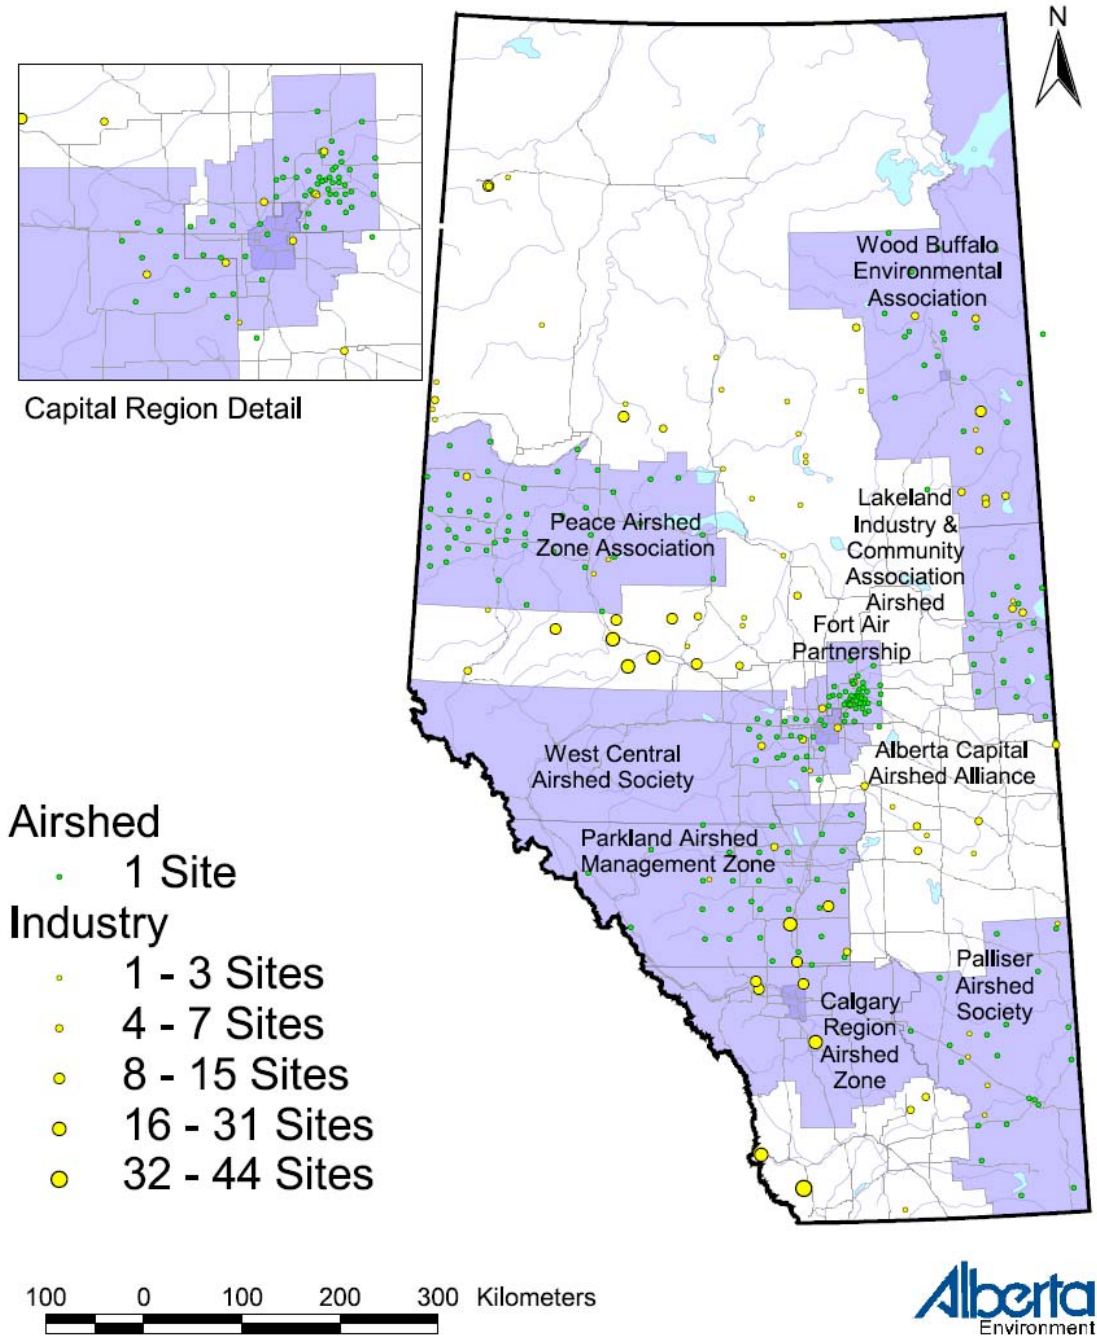 N
Capital Region Detail
Wood Buffalo
Environmental
Association
Lakeland
Industry &
Community
Association
Airshed
Peace Airshed
Zone Association
Fort Air
Partnership
West Central
Airshed Society
Alberta Capital
Airshed Alliance
Parkland Airshed
Management Zone
Palliser
Airshed
Society
Calgary
Region
Airshed
Zone
Airshed
1 Site
Industry
1 - 3 Sites
4 - 7 Sites
8 - 15 Sites
16 - 31 Sites
32 - 44 Sites
100 0 100 200 300 Kilometers
Alberta
Environment